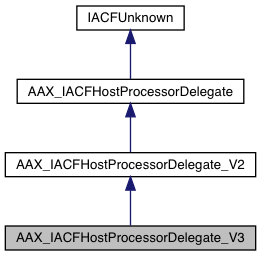 IACFUnknown
AAX_IACFHostProcessorDelegate
AAX_IACFHostProcessorDelegate_V2
AAX_IACFHostProcessorDelegate_V3